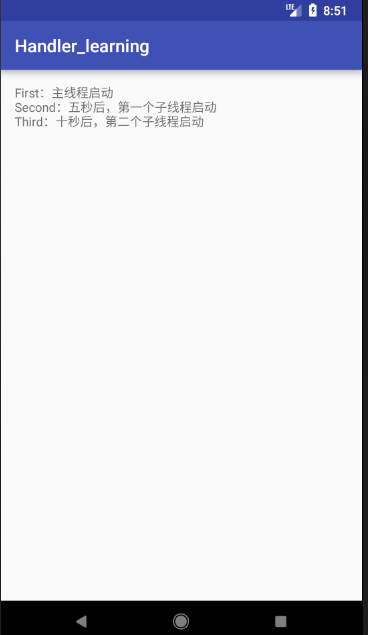 LTE 8:51
Handler_learning
First：主线程启动
Second：五秒后，第一个子线程启动
Third：十秒后，第二个子线程启动